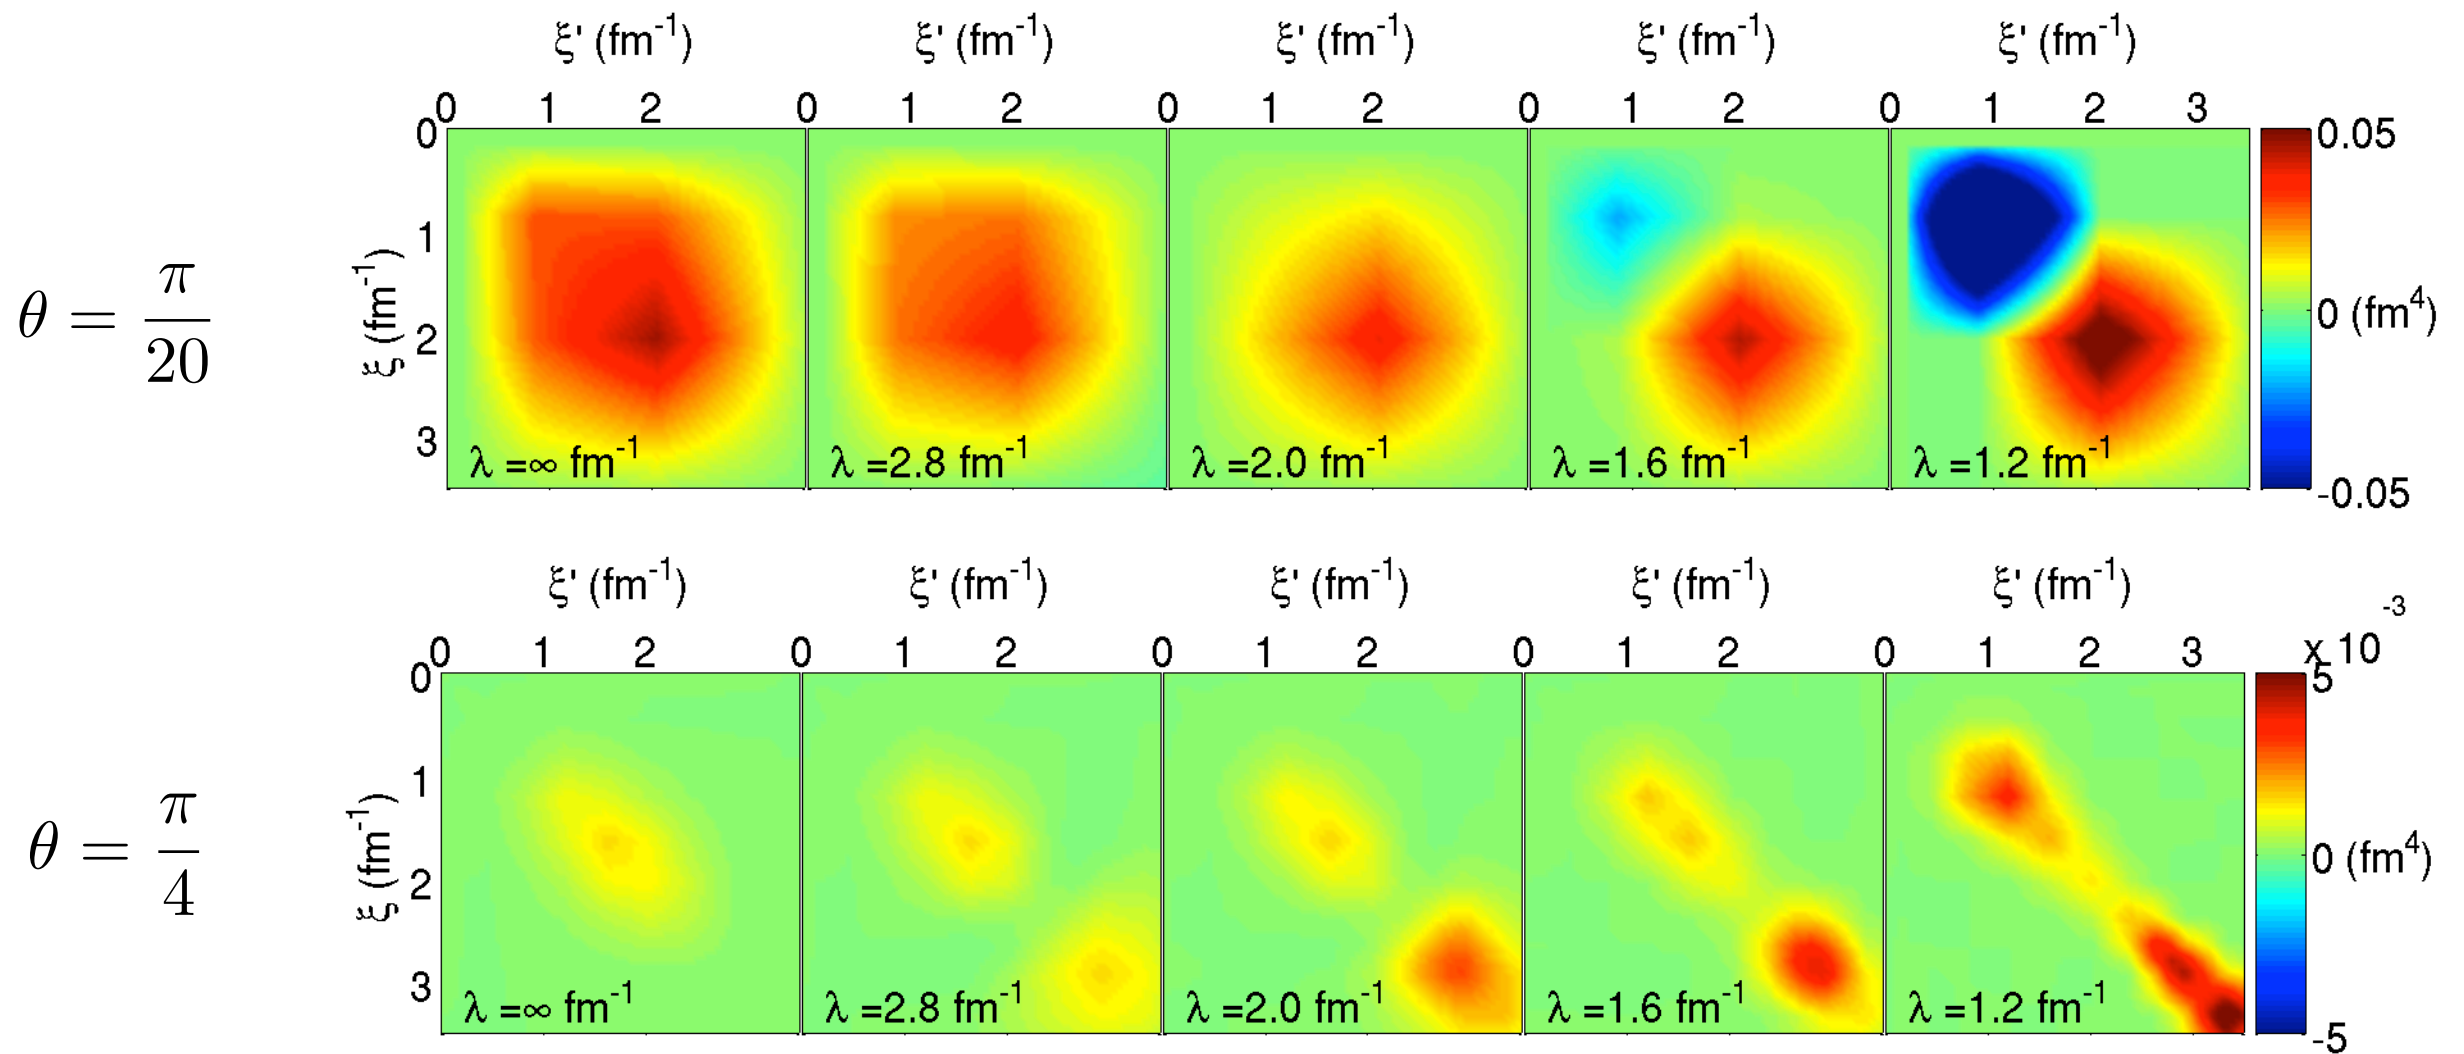 ξ' (fm⁻¹) ξ' (fm⁻¹) ξ' (fm⁻¹) ξ' (fm⁻¹) ξ' (fm⁻¹)
0 1 2 0 1 2 0 1 2 0 1 2 0 1 2 3
θ = π/20
ξ (fm⁻¹)
0
1
2
3
λ =∞ fm⁻¹ λ =2.8 fm⁻¹ λ =2.0 fm⁻¹ λ =1.6 fm⁻¹ λ =1.2 fm⁻¹
0.05
0 (fm⁴)
-0.05
ξ' (fm⁻¹) ξ' (fm⁻¹) ξ' (fm⁻¹) ξ' (fm⁻¹) ξ' (fm⁻¹)
0 1 2 0 1 2 0 1 2 0 1 2 0 1 2 3
θ = π/4
ξ (fm⁻¹)
0
1
2
3
λ =∞ fm⁻¹ λ =2.8 fm⁻¹ λ =2.0 fm⁻¹ λ =1.6 fm⁻¹ λ =1.2 fm⁻¹
x 10⁻³
5
0 (fm⁴)
-5